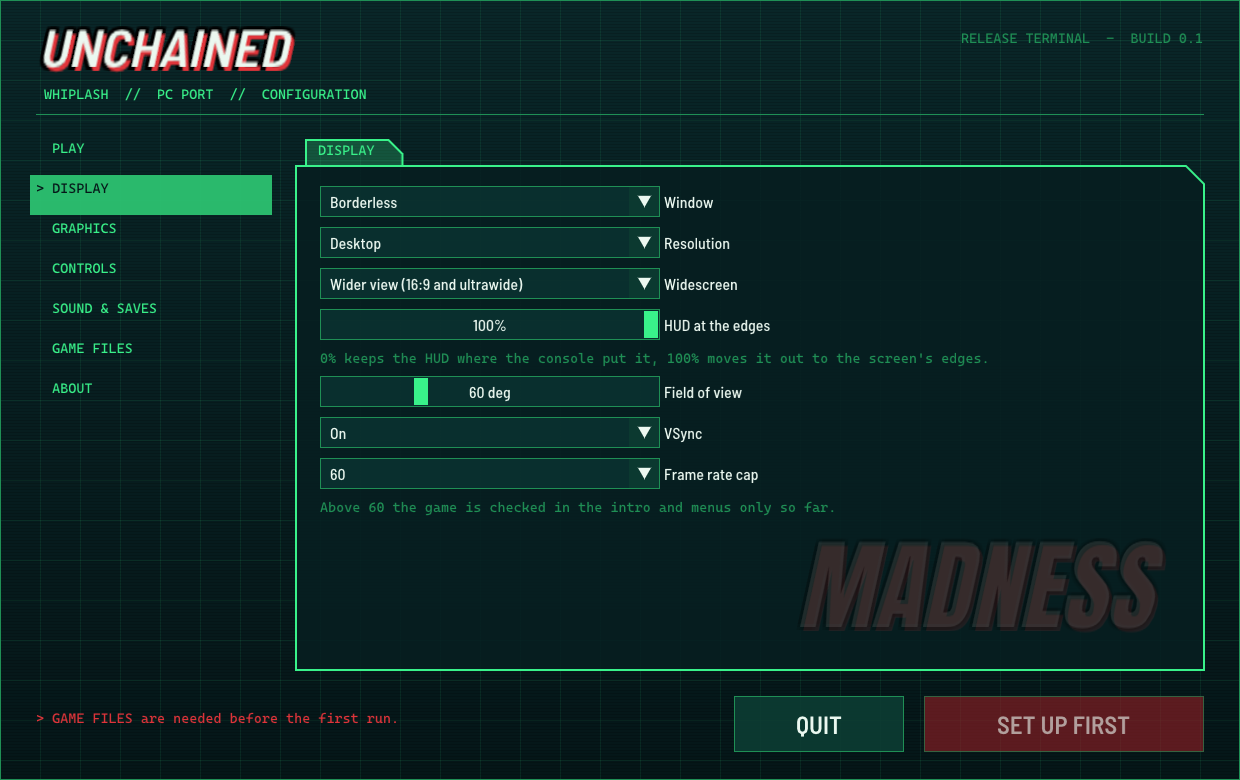 UNCHAINED
RELEASE TERMINAL – BUILD 0.1
WHIPLASH // PC PORT // CONFIGURATION
PLAY
> DISPLAY
GRAPHICS
CONTROLS
SOUND & SAVES
GAME FILES
ABOUT
DISPLAY
Borderless Window
Desktop Resolution
Wider view (16:9 and ultrawide) Widescreen
100% HUD at the edges
0% keeps the HUD where the console put it, 100% moves it out to the screen's edges.
60 deg Field of view
On VSync
60 Frame rate cap
Above 60 the game is checked in the intro and menus only so far.
MADNESS
> GAME FILES are needed before the first run.
QUIT
SET UP FIRST